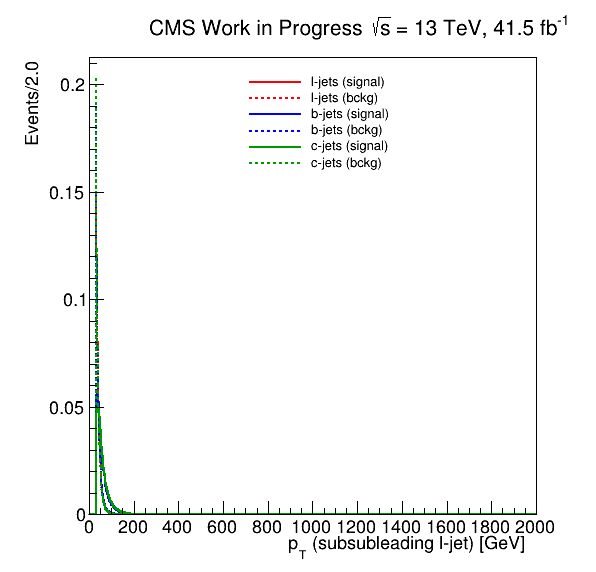 CMS Work in Progress √s = 13 TeV, 41.5 fb⁻¹
Events/2.0
l-jets (signal)
l-jets (bckg)
b-jets (signal)
b-jets (bckg)
c-jets (signal)
c-jets (bckg)
0.2
0.15
0.1
0.05
0
0 200 400 600 800 1000 1200 1400 1600 1800 2000
p_T (subsubleading l-jet) [GeV]